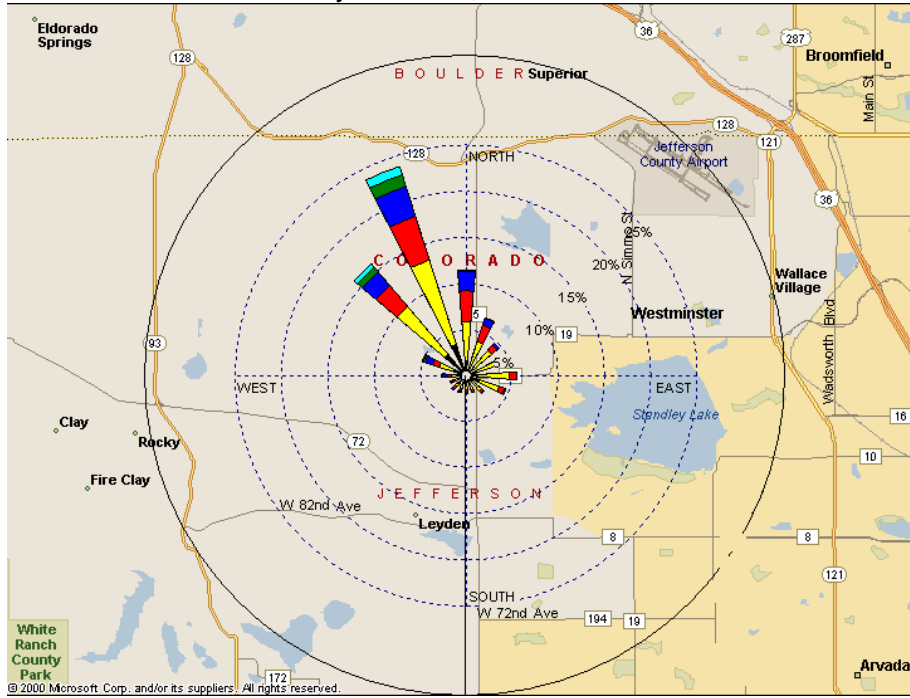 Eldorado
Springs
36
287
Broomfield
128
BOULDER
Superior
Main St
128
128
NORTH
Jefferson
County Airport
121
36
N Simms St
25%
COLORADO
20%
Wallace
Village
15%
Westminster
10%
19
93
5%
WEST
EAST
Wadsworth Blvd
Standley Lake
16
Clay
Rocky
72
10
Fire Clay
JEFFERSON
W 82nd Ave
Leyden
8
8
121
SOUTH
W 72nd Ave
194
19
White
Ranch
County
Park
172
Arvada
© 2000 Microsoft Corp. and/or its suppliers. All rights reserved.